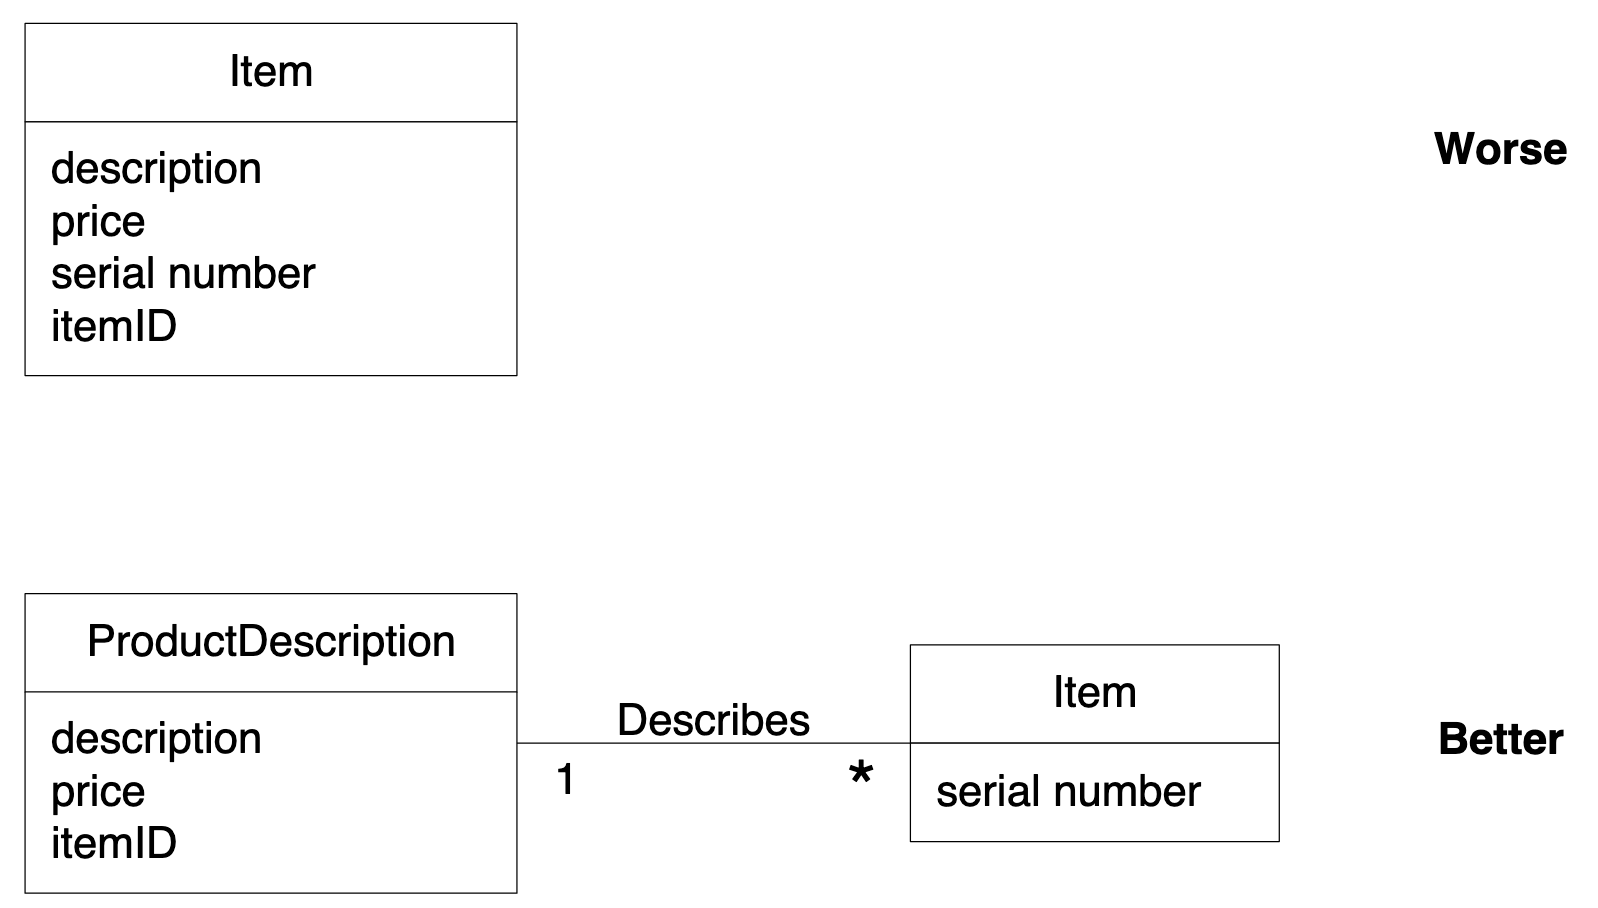 Item
description
price
serial number
itemID
Worse
ProductDescription
description
price
itemID
Describes
1
*
Item
serial number
Better